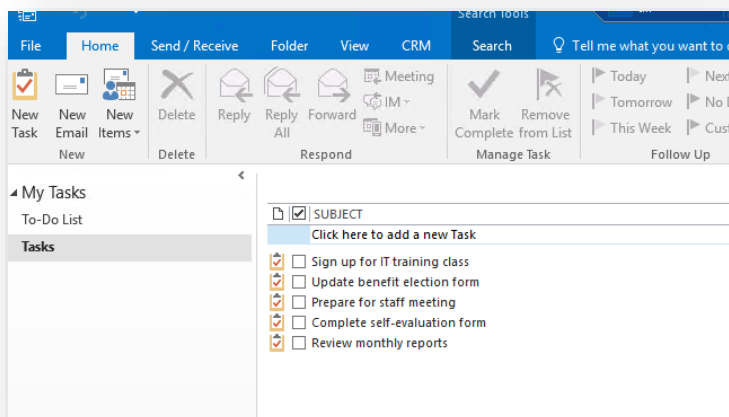 Search Tools
File Home Send / Receive Folder View CRM Search Tell me what you want to
New Task
New Email
New Items
Delete
Reply
Reply All
Forward
Meeting
IM
More
Mark Complete
Remove from List
Today
Tomorrow
This Week
Next
No
Cust
New Delete Respond Manage Task Follow Up
My Tasks
To-Do List
Tasks
SUBJECT
Click here to add a new Task
Sign up for IT training class
Update benefit election form
Prepare for staff meeting
Complete self-evaluation form
Review monthly reports